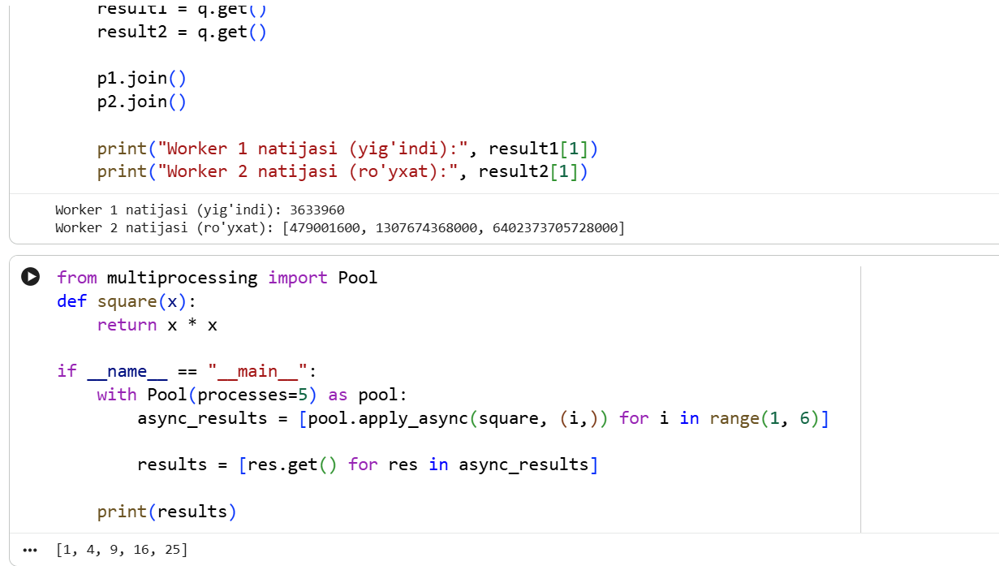 result1 = q.get()
result2 = q.get()
p1.join()
p2.join()
print("Worker 1 natijasi (yig'indi):", result1[1])
print("Worker 2 natijasi (ro'yxat):", result2[1])
Worker 1 natijasi (yig'indi): 3633960
Worker 2 natijasi (ro'yxat): [479001600, 1307674368000, 6402373705728000]
from multiprocessing import Pool
def square(x):
    return x * x
if __name__ == "__main__":
    with Pool(processes=5) as pool:
        async_results = [pool.apply_async(square, (i,)) for i in range(1, 6)]
        results = [res.get() for res in async_results]
    print(results)
[1, 4, 9, 16, 25]